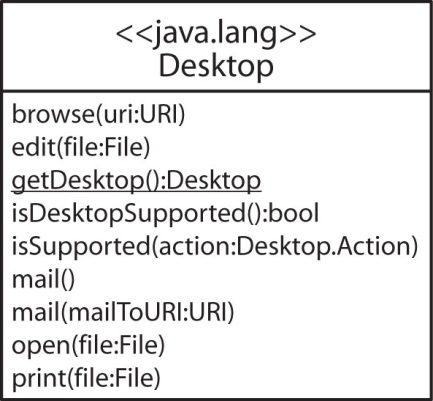 <<java.lang>>
Desktop
browse(uri:URI)
edit(file:File)
getDesktop():Desktop
isDesktopSupported():bool
isSupported(action:Desktop.Action)
mail()
mail(mailToURI:URI)
open(file:File)
print(file:File)